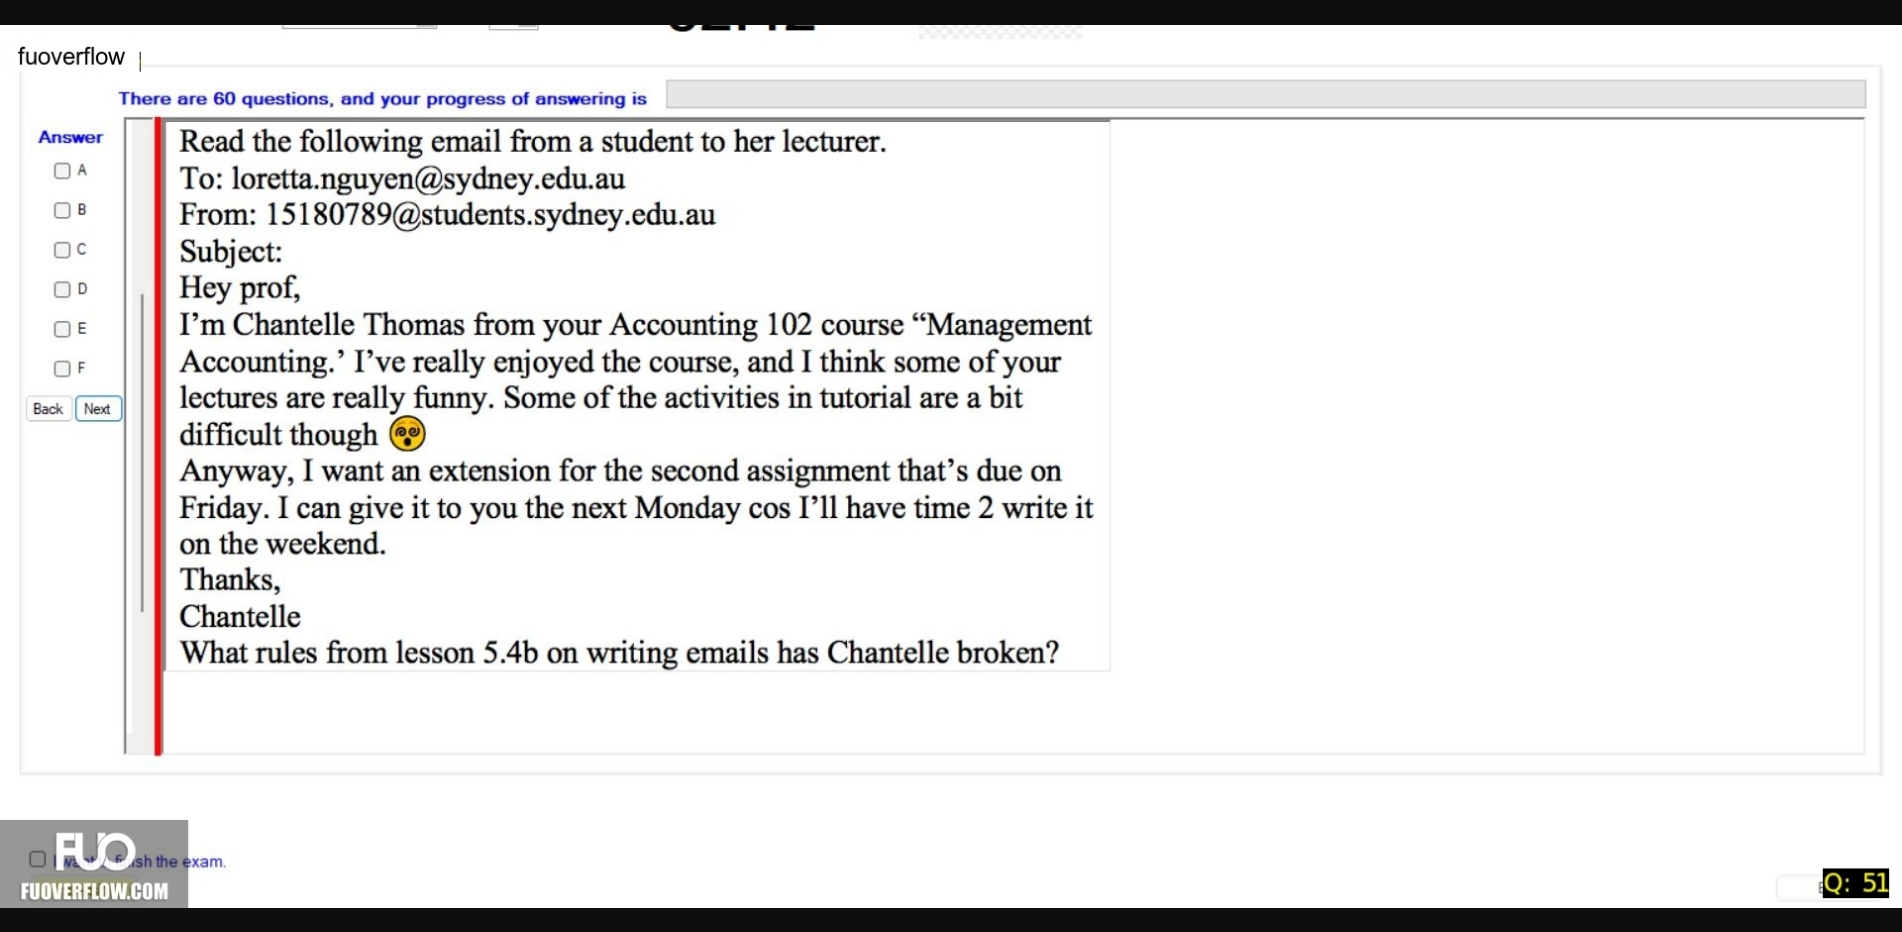 fuoverflow
There are 60 questions, and your progress of answering is
Answer
A
B
C
D
E
F
Back Next
Read the following email from a student to her lecturer.
To: loretta.nguyen@sydney.edu.au
From: 15180789@students.sydney.edu.au
Subject:
Hey prof,
I’m Chantelle Thomas from your Accounting 102 course “Management
Accounting.’ I’ve really enjoyed the course, and I think some of your
lectures are really funny. Some of the activities in tutorial are a bit
difficult though
Anyway, I want an extension for the second assignment that’s due on
Friday. I can give it to you the next Monday cos I’ll have time 2 write it
on the weekend.
Thanks,
Chantelle
What rules from lesson 5.4b on writing emails has Chantelle broken?
FUO
the exam.
FUOVERFLOW.COM
Q: 51